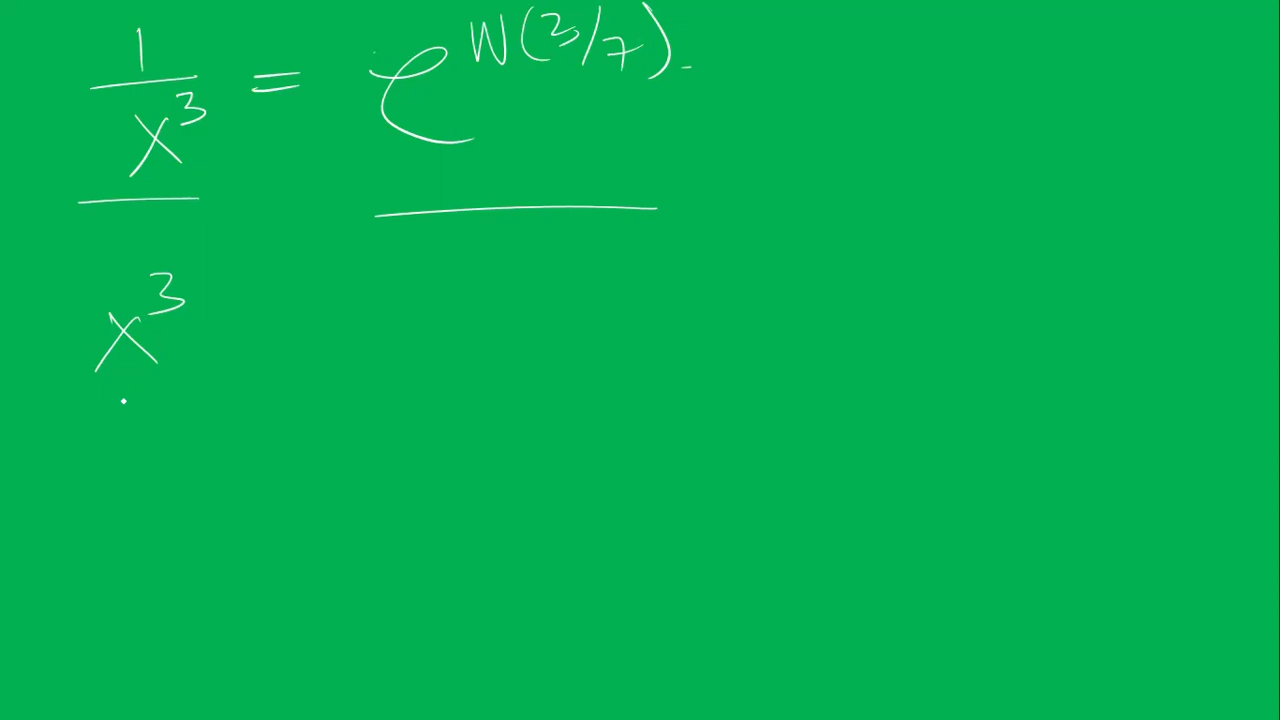 1/x³ = e^W(3/7)
x³